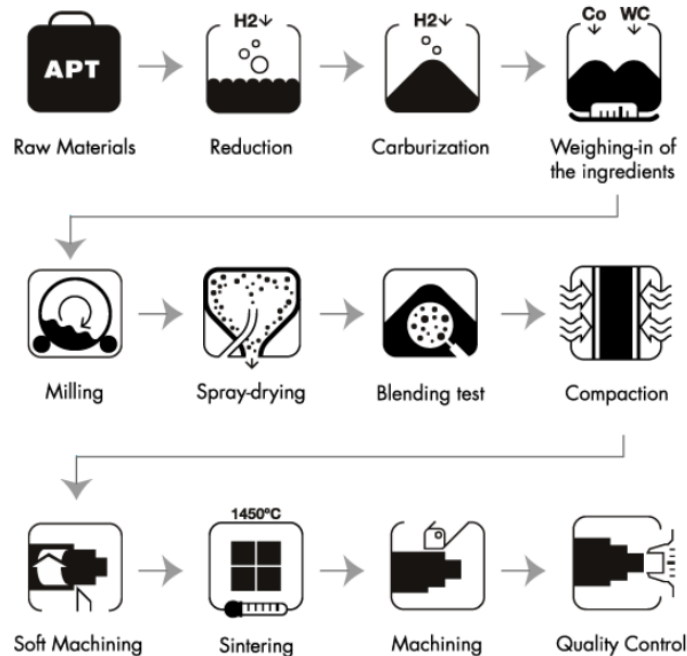 H2↓ H2↓ Co WC
APT
Raw Materials Reduction Carburization Weighing-in of
the ingredients
Milling Spray-drying Blending test Compaction
1450ºC
Soft Machining Sintering Machining Quality Control